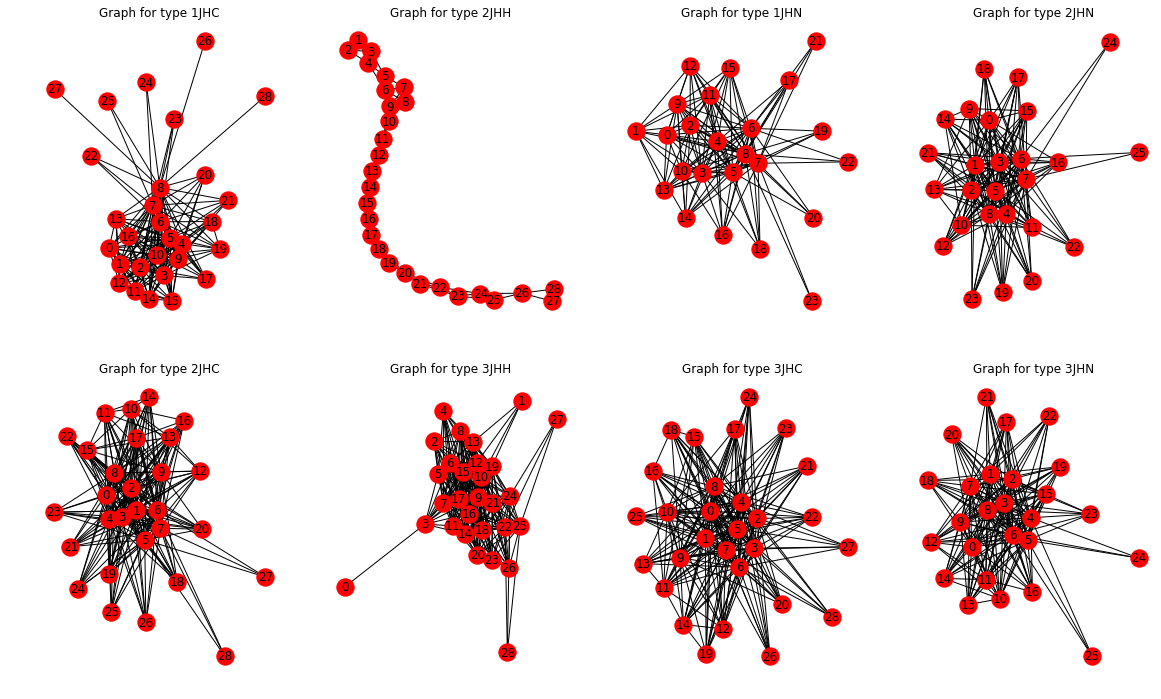 Graph for type 1JHC
26
24
27 25 28
23
22
8 20
7 21
13 6 18
16 5 4
0 10 9 19
1 2 3 17
12 11 14 15
Graph for type 2JHH
1
2 3
4
5
6 7
9 8
10
11
12
13
14
15
16
17
18
19
20
21 22
23 24 25 26 28
27
Graph for type 1JHN
21
12 15
17
9 11
1 0 2 6 19
4
8 7 22
10 3 5
13
14 20
16
18
23
Graph for type 2JHN
24
18 17
9 15
14 0
21 1 3 6 16 25
7
13 2 5
8 4
10 11
12 22
20
23 19
Graph for type 2JHC
14
11 10
16
22 17 13
15
8 9 12
0 2
23 4 3 1 6
7 20
21 5
19 18 27
24
25
26
28
Graph for type 3JHH
1
4
27
8
2 13
6 12 19
5 15 10
17 9 24
7 16 21
3 11 18 22 25
14
20 23
26
0
28
Graph for type 3JHC
24
18 15 17 23
16 21
8
4
25 10 0 2 22
5
1 7 3 27
13 9 6
11
20
14 12 28
19 26
Graph for type 3JHN
21
17 22
20
1 19
18 7 2
15
8 3
9 4 23
12 6 5
0
24
14 11
13 10 16
25